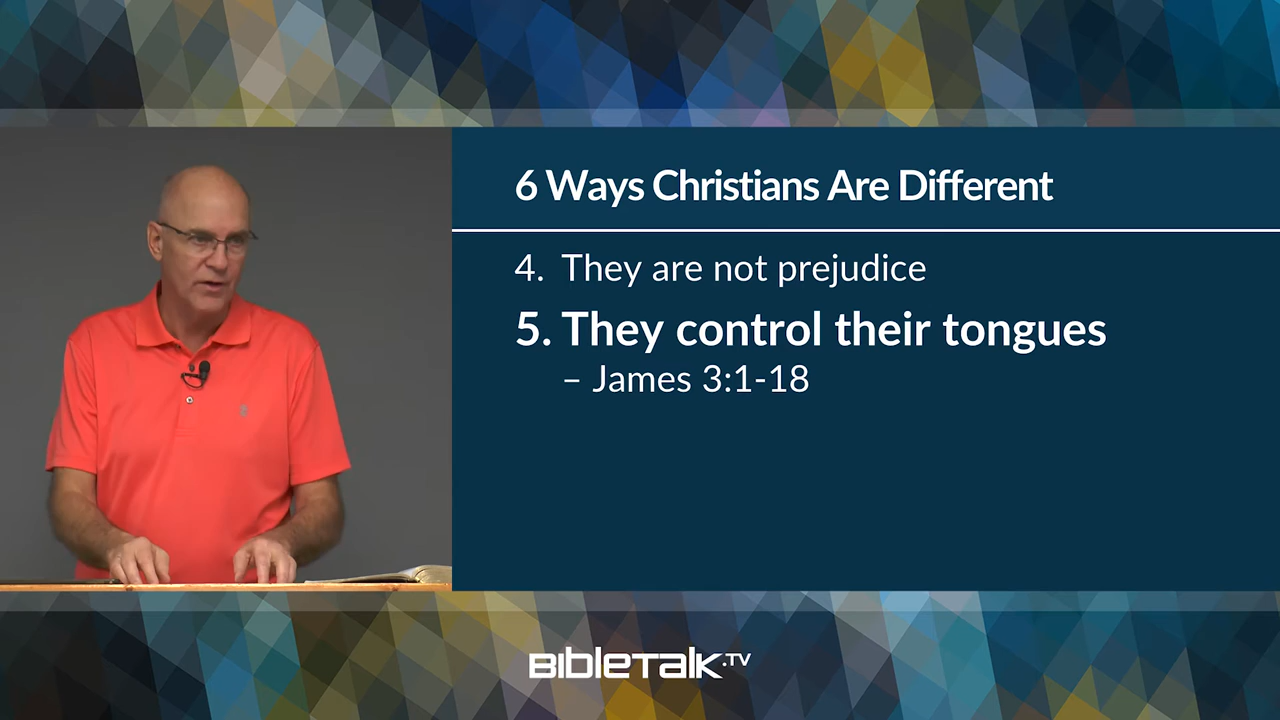 6 Ways Christians Are Different
4. They are not prejudice
5. They control their tongues
– James 3:1-18
BIBLETALK.TV